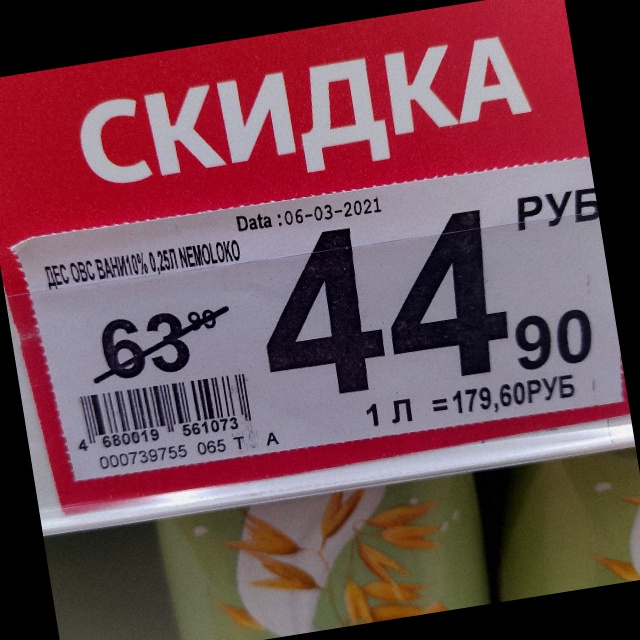 СКИДКА
Data :06-03-2021
ДЕС ОВС ВАНИ10% 0,25Л NEMOLOKO
63 90
44 90 РУБ
1 Л =179,60РУБ
4 680019 561073
000739755 065 Т А